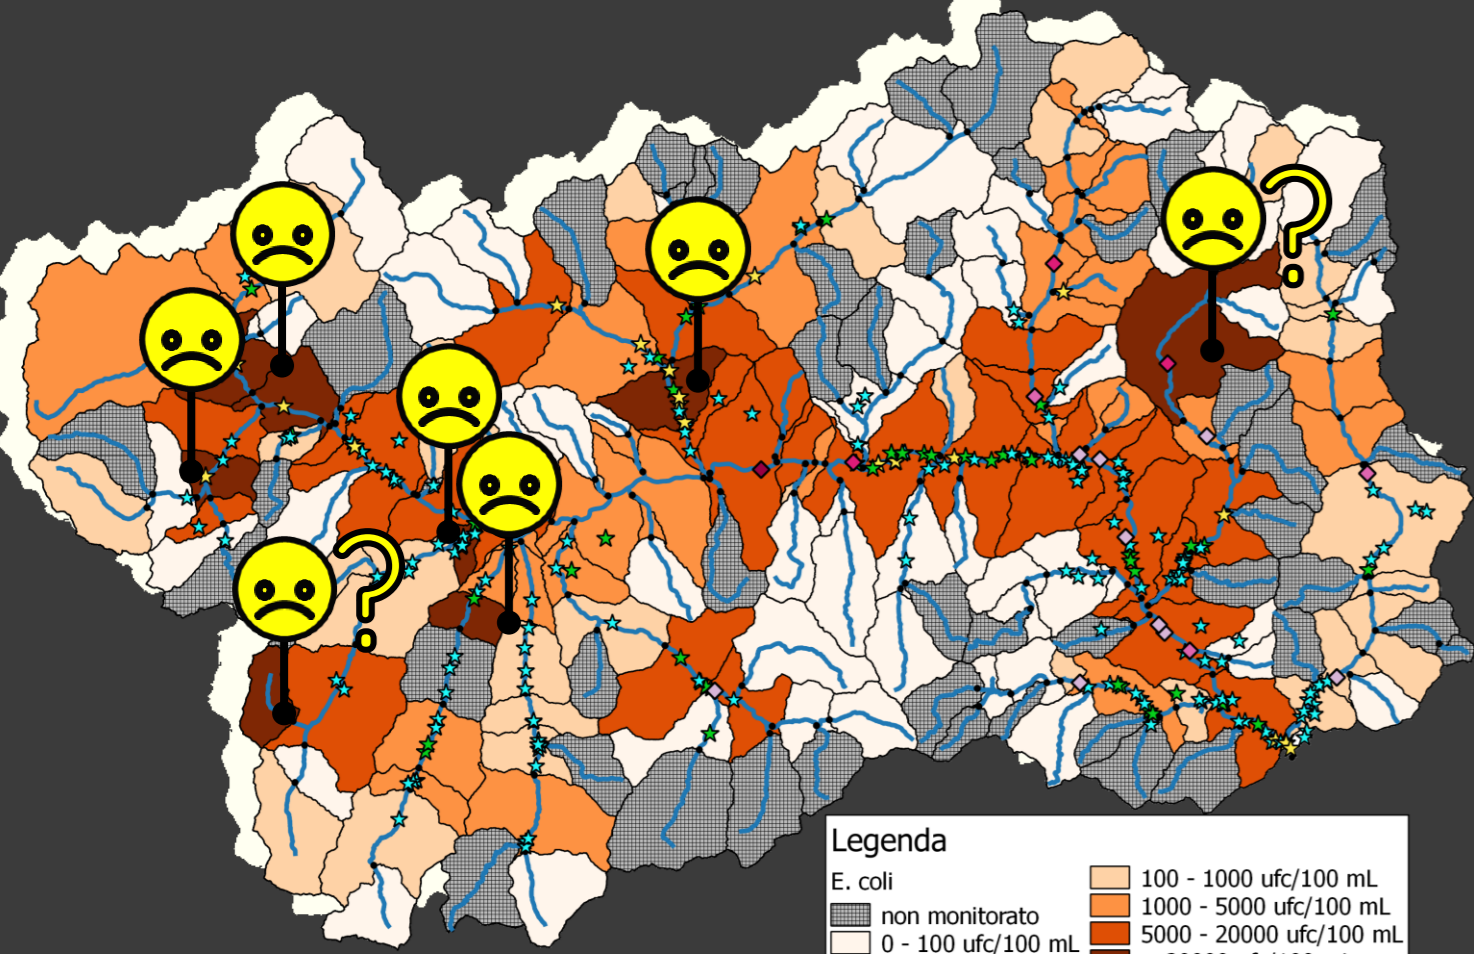 ?
?
Legenda
E. coli
non monitorato
0 - 100 ufc/100 mL
100 - 1000 ufc/100 mL
1000 - 5000 ufc/100 mL
5000 - 20000 ufc/100 mL